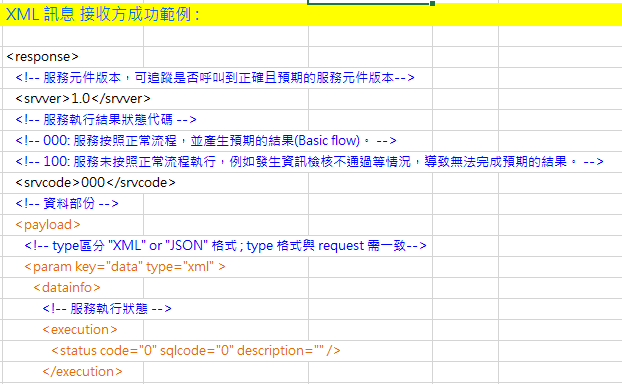 XML 訊息 接收方成功範例 :
<response>
<!-- 服務元件版本，可追蹤是否呼叫到正確且預期的服務元件版本-->
<srvver>1.0</srvver>
<!-- 服務執行結果狀態代碼 -->
<!-- 000: 服務按照正常流程，並產生預期的結果(Basic flow)。 -->
<!-- 100: 服務未按照正常流程執行，例如發生資訊檢核不通過等情況，導致無法完成預期的結果。 -->
<srvcode>000</srvcode>
<!-- 資料部份 -->
<payload>
<!-- type區分 "XML" or "JSON" 格式 ; type 格式與 request 需一致-->
<param key="data" type="xml" >
<datainfo>
<!-- 服務執行狀態 -->
<execution>
<status code="0" sqlcode="0" description="" />
</execution>